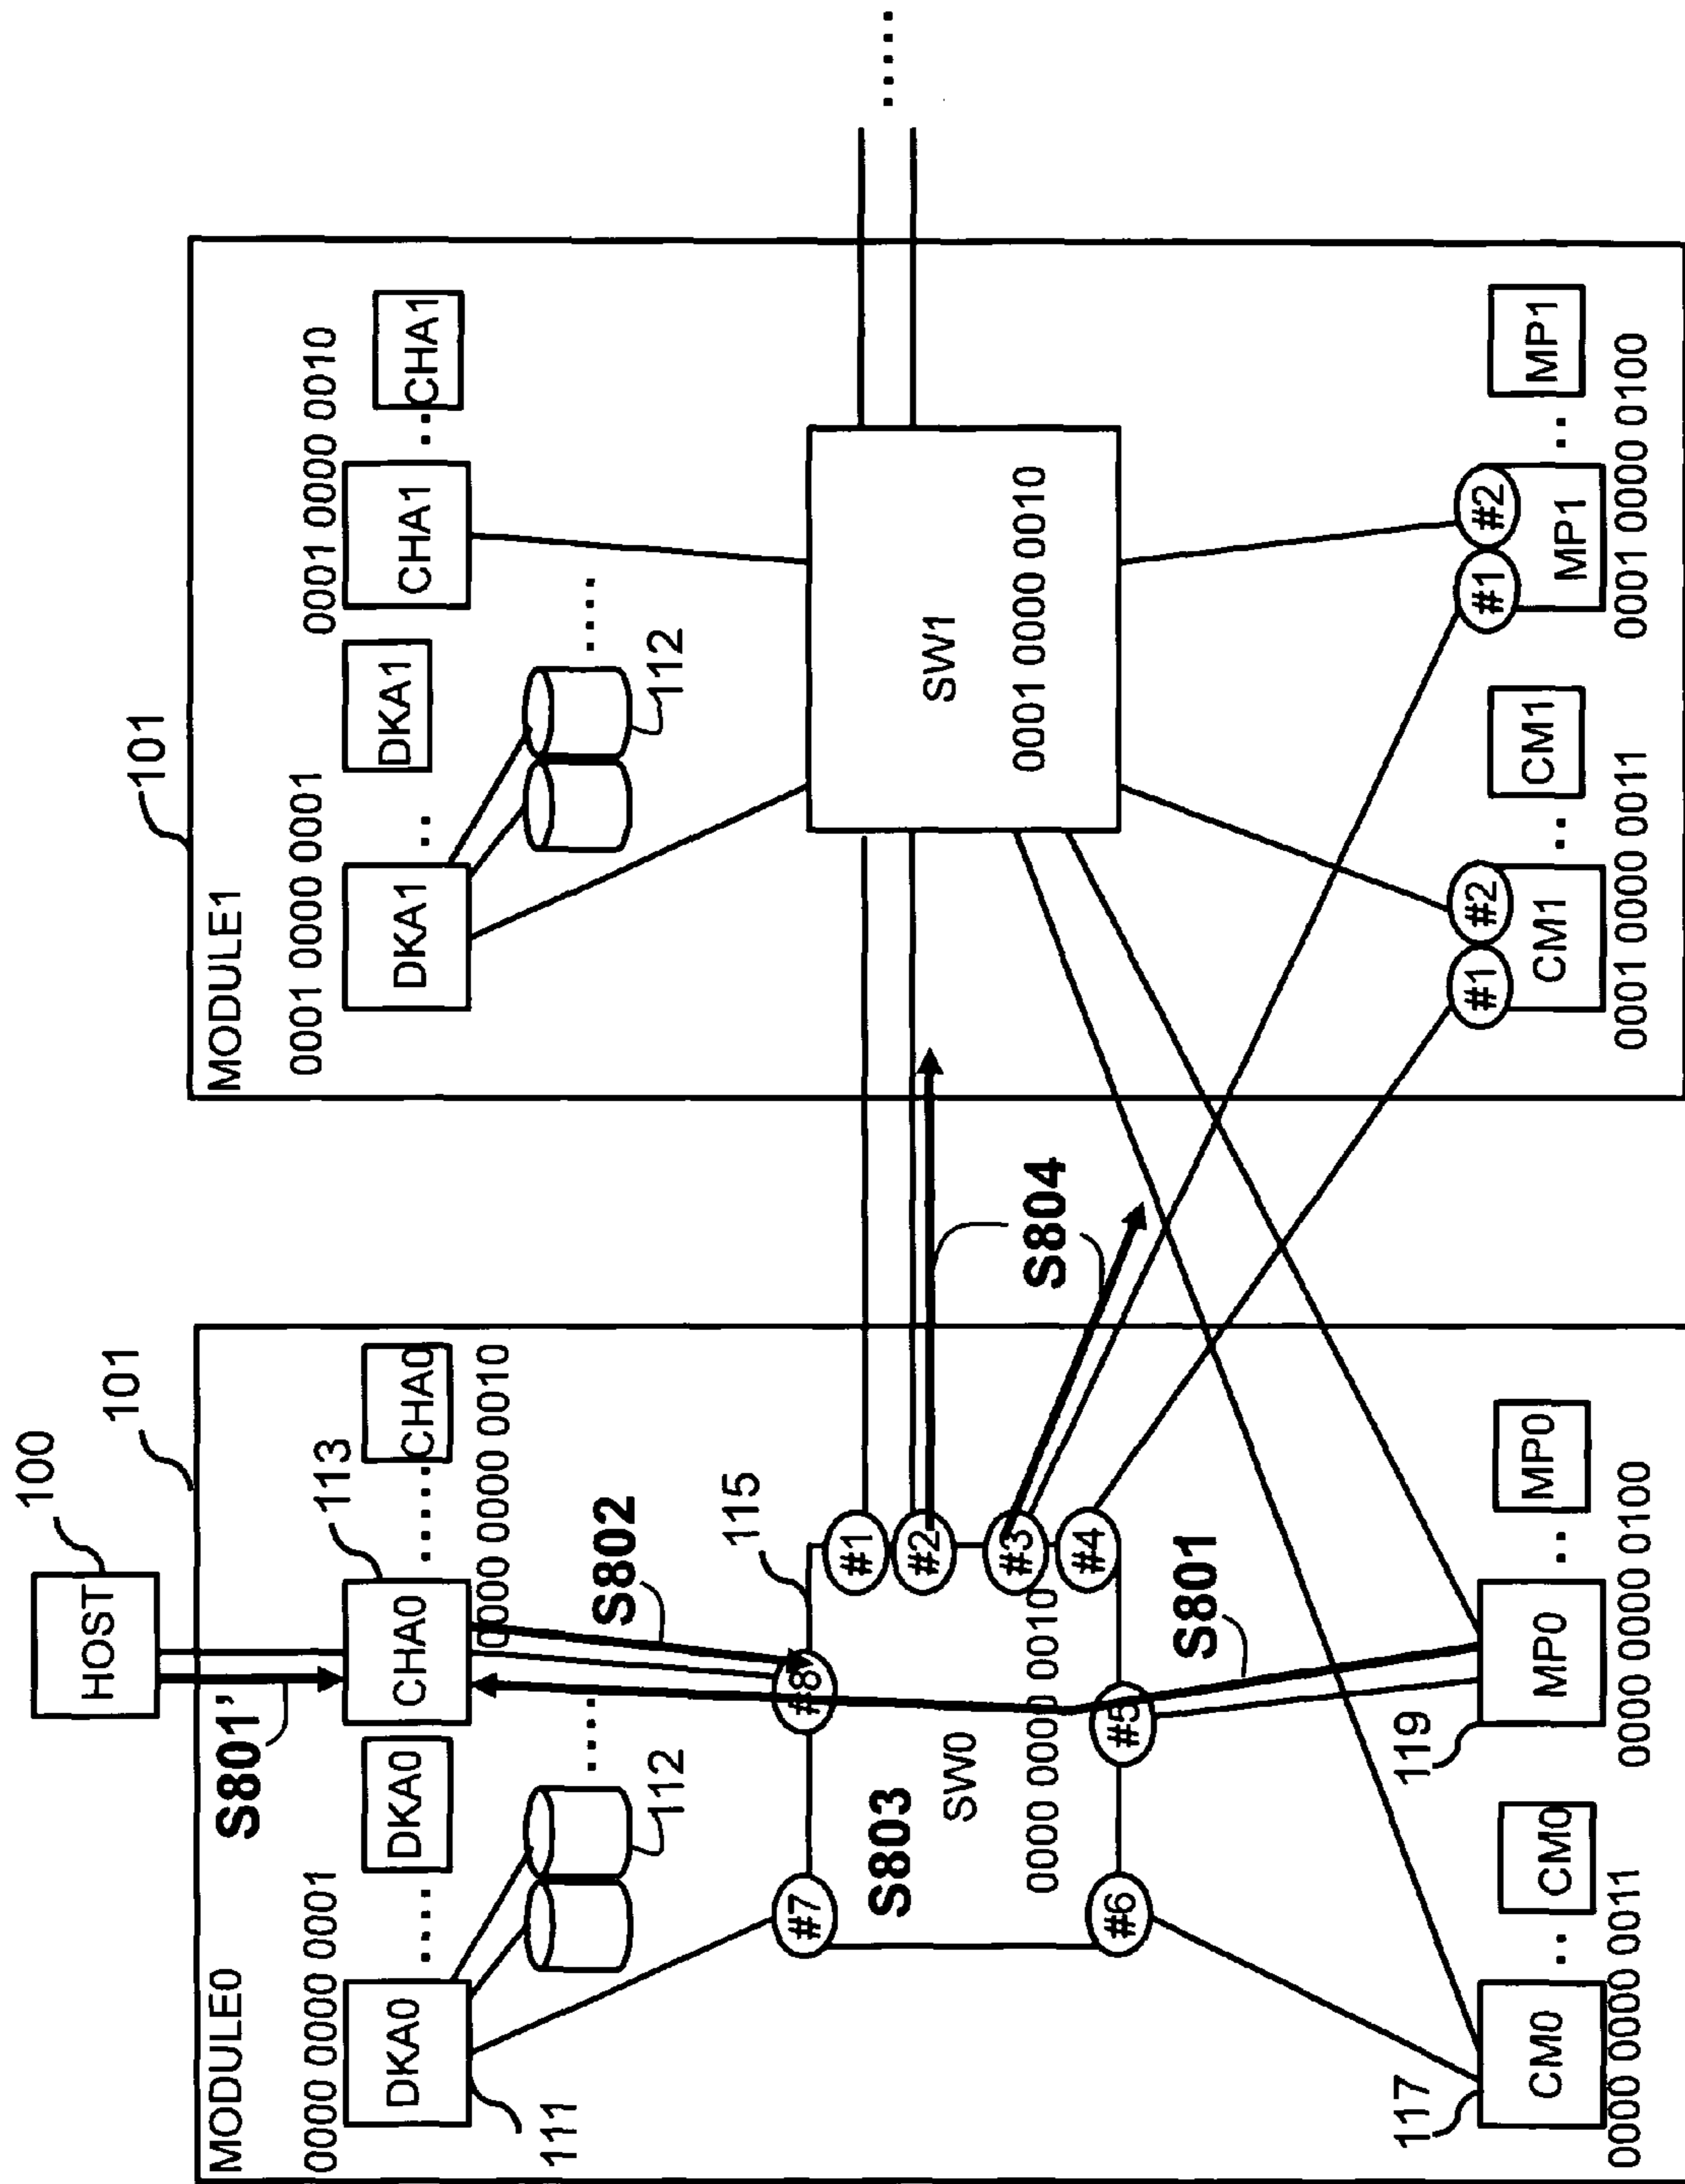 100
HOST
S801'
101
MODULE0
0000 0000 0001
DKA0
.....
DKA0
CHA0
113
.....
CHA0
0000 0000 0010
111
112
.....
S802
115
#7
#8
#1
#2
#3
#4
#5
#6
S803
SW0
0000 0000 0010
S801
S804
117
CM0
..
CM0
0000 0000 0011
119
MP0
..
MP0
0000 0000 0100
101
MODULE1
0001 0000 0001
DKA1
..
DKA1
0001 0000 0010
CHA1
..
CHA1
112
.....
SW1
0001 0000 0010
.....
#1
#2
CM1
..
CM1
0001 0000 0011
#1
#2
MP1
..
MP1
0001 0000 0100